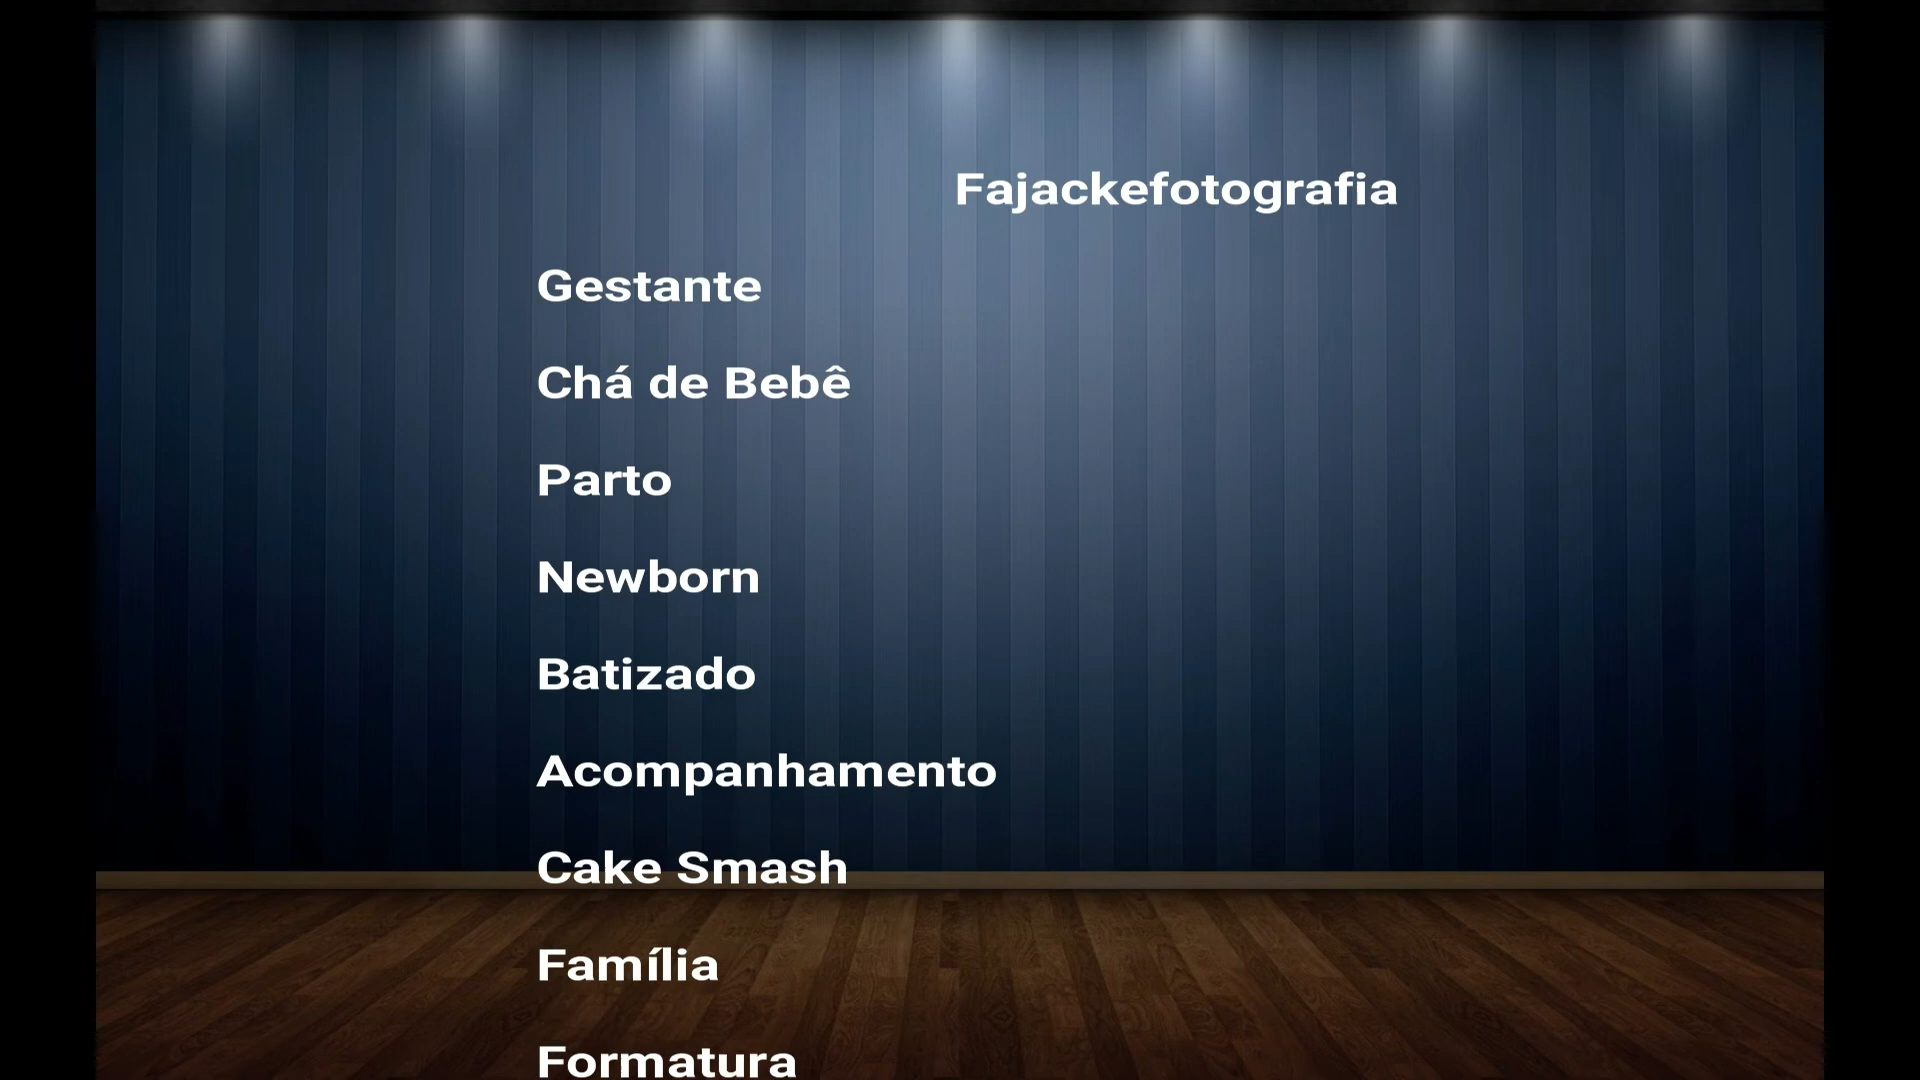 Fajackefotografia
Gestante
Chá de Bebê
Parto
Newborn
Batizado
Acompanhamento
Cake Smash
Família
Formatura